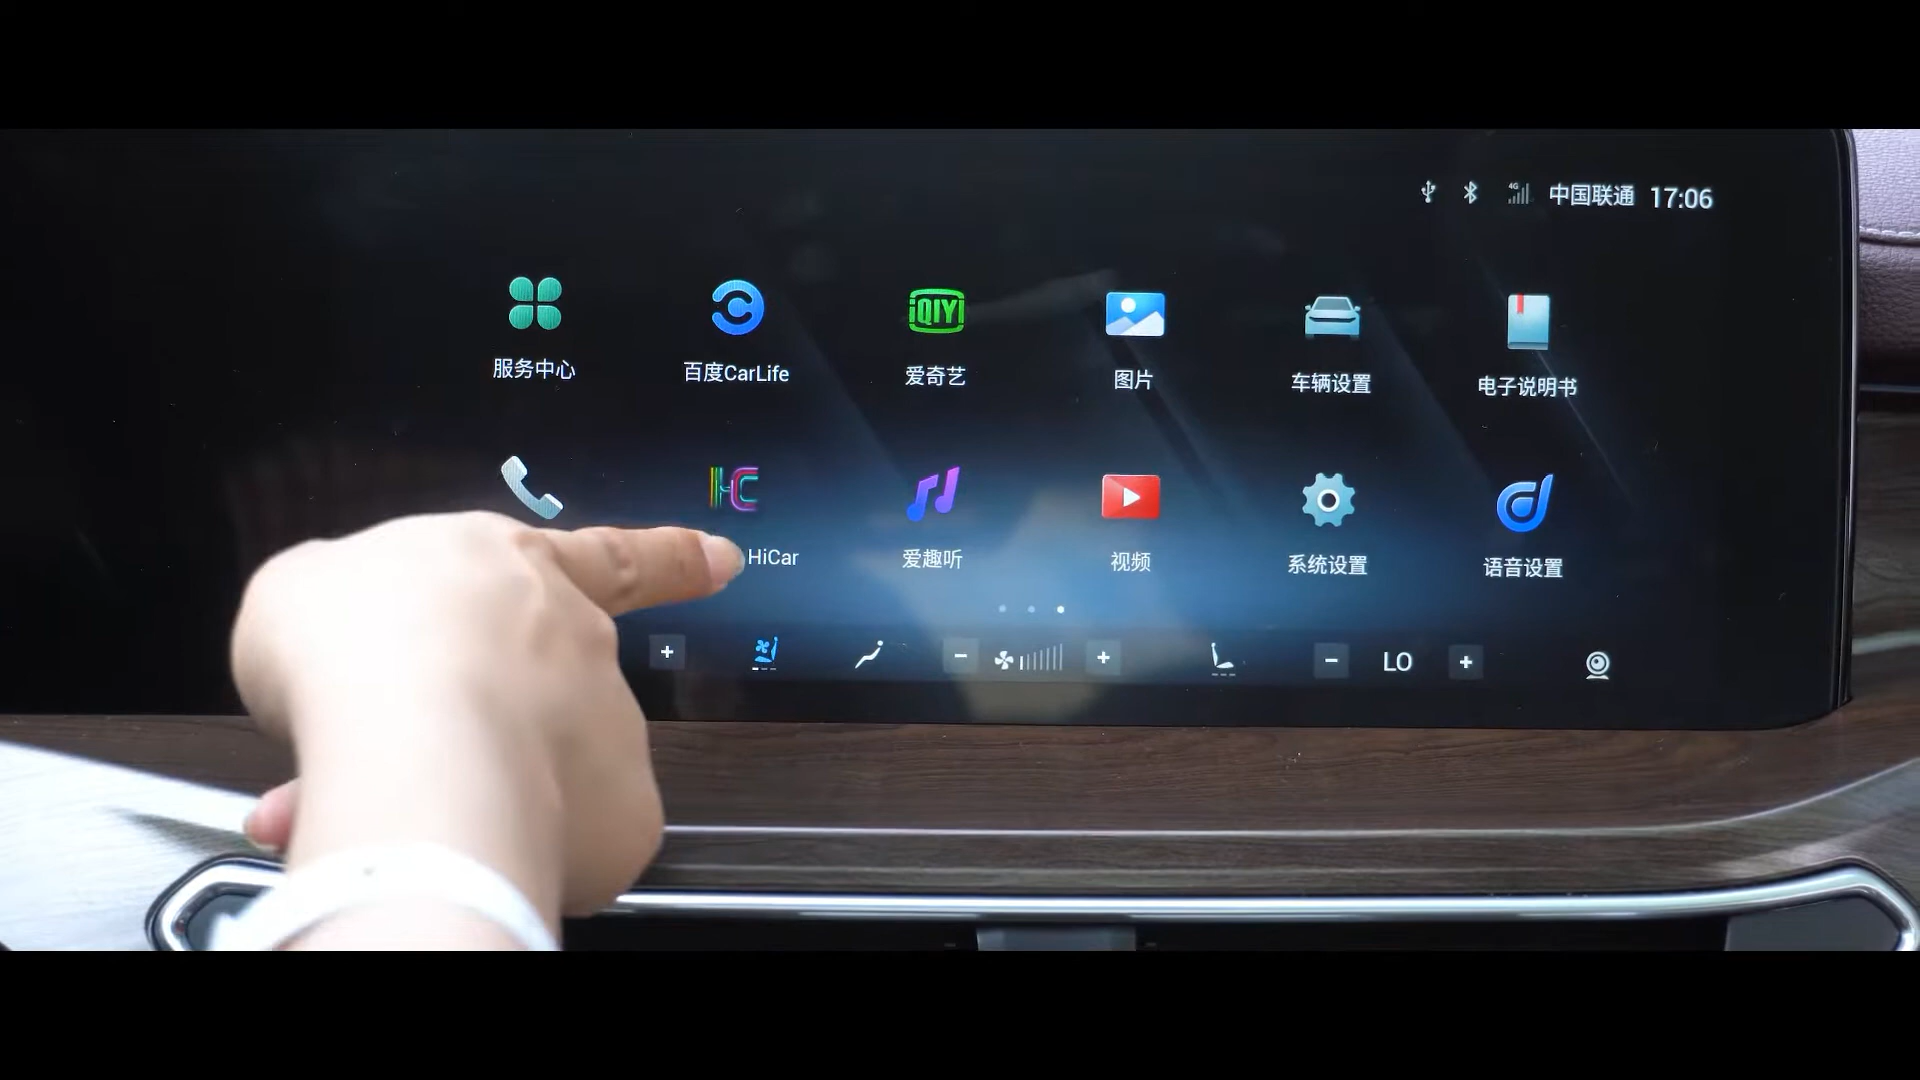 4G 中国联通 17:06
iQIYI
服务中心 百度CarLife 爱奇艺 图片 车辆设置 电子说明书
HiCar 爱趣听 视频 系统设置 语音设置
+ - + - LO +